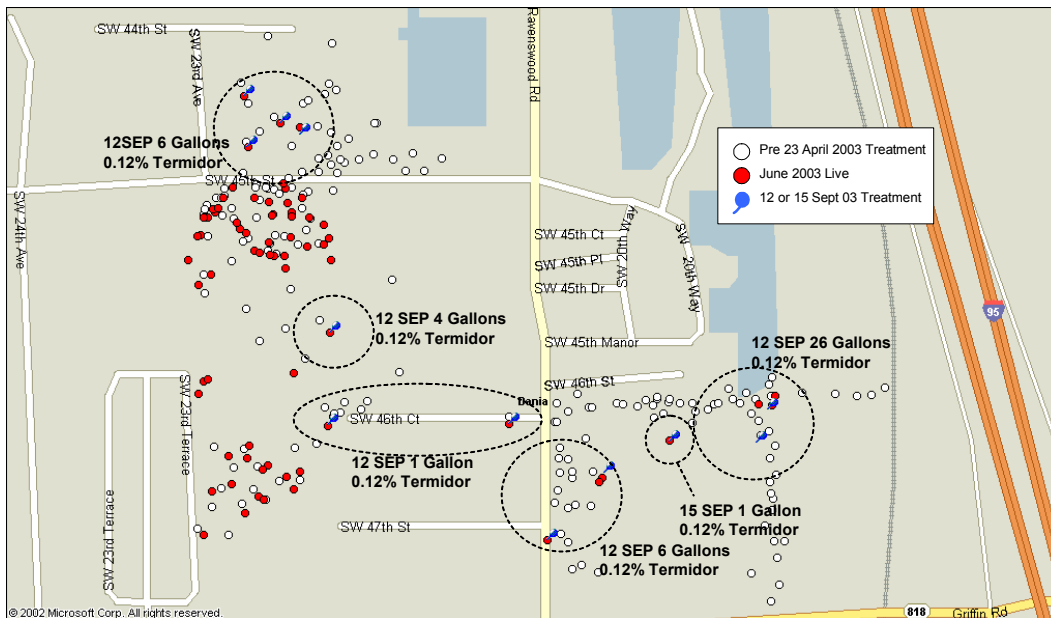 SW 44th St
SW 23rd Ave
Ravenswood Rd
12SEP 6 Gallons
0.12% Termidor
Pre 23 April 2003 Treatment
June 2003 Live
12 or 15 Sept 03 Treatment
SW 45th St
SW 24th Ave
SW 20th Way
SW 20th Way
SW 45th Ct
SW 45th Pl
SW 45th Dr
95
12 SEP 4 Gallons
0.12% Termidor
SW 45th Manor
12 SEP 26 Gallons
0.12% Termidor
SW 46th St
SW 23rd Terrace
Dania
SW 46th Ct
12 SEP 1 Gallon
0.12% Termidor
15 SEP 1 Gallon
0.12% Termidor
SW 23rd Terrace
SW 47th St
12 SEP 6 Gallons
0.12% Termidor
© 2002 Microsoft Corp. All rights reserved.
818
Griffin Rd